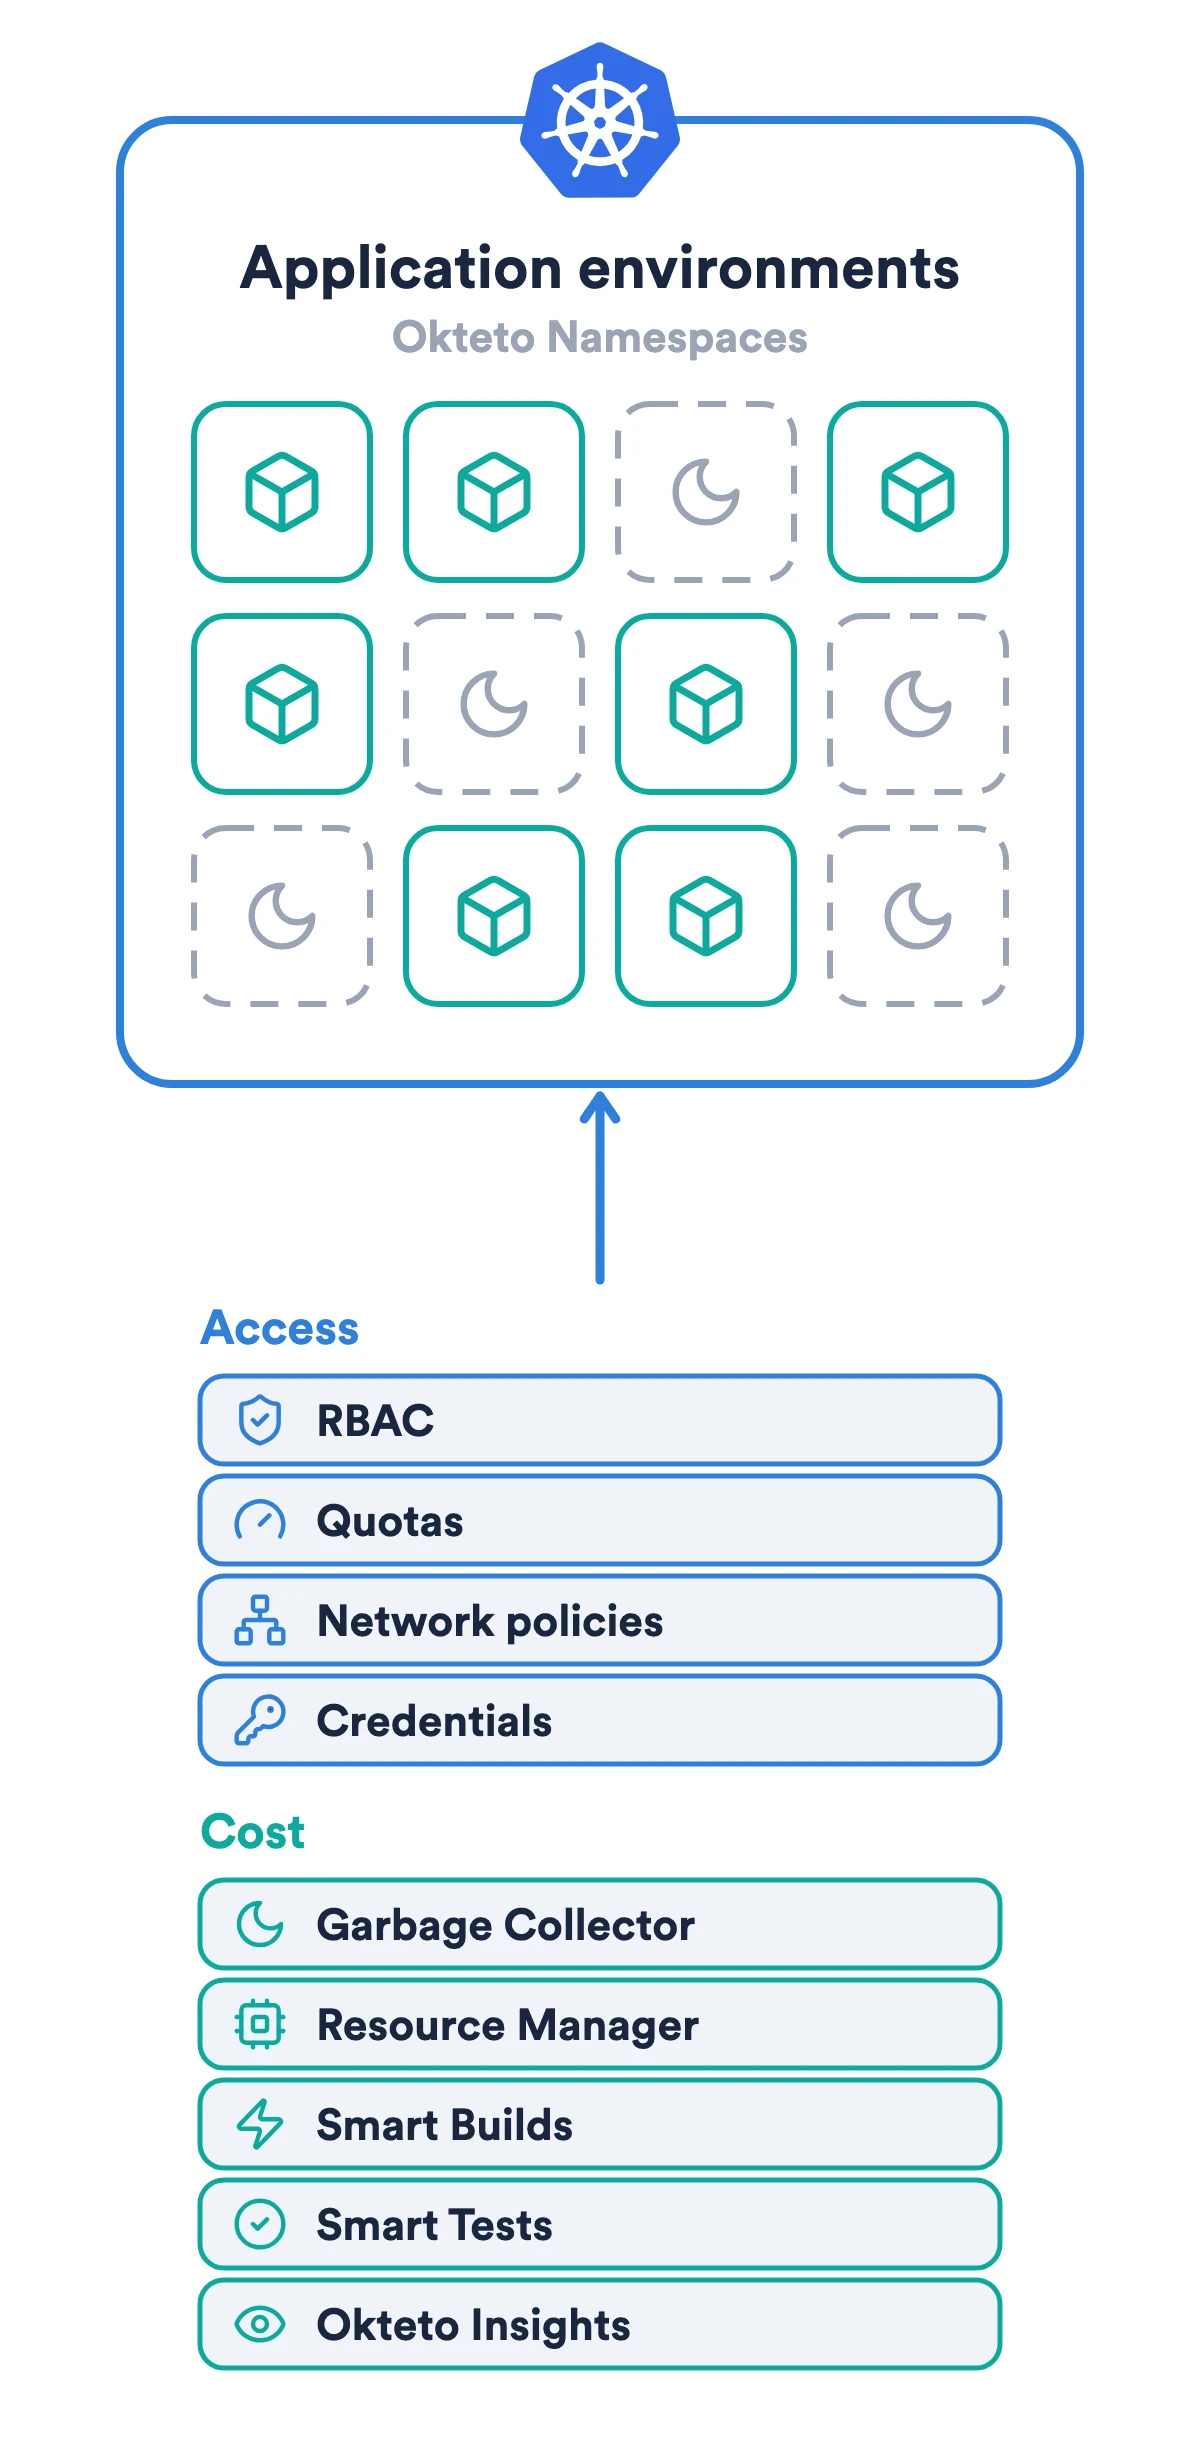 Application environments
Okteto Namespaces
Access
RBAC
Quotas
Network policies
Credentials
Cost
Garbage Collector
Resource Manager
Smart Builds
Smart Tests
Okteto Insights